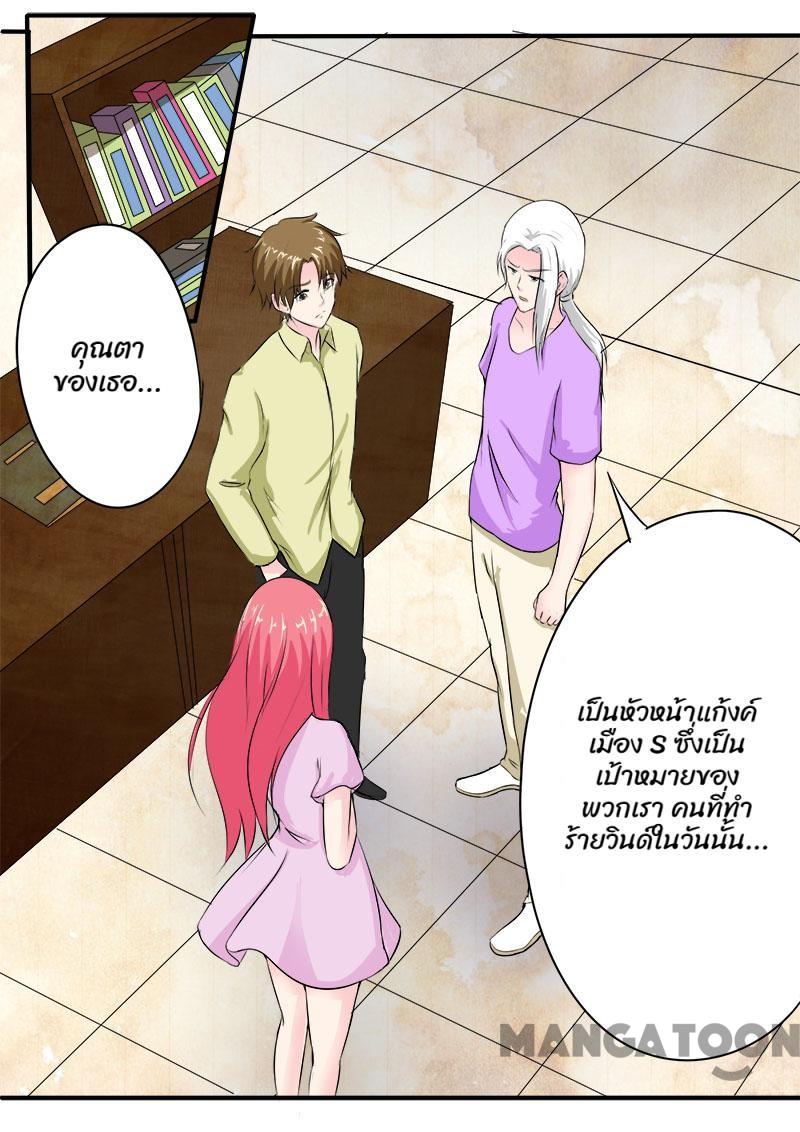 คุณตา
ของเธอ...
เป็นหัวหน้าแก้งค์
เมือง S ซึ่งเป็น
เป้าหมายของ
พวกเรา คนที่ทำ
ร้ายวินด์ในวันนั้น...
MANGATOON